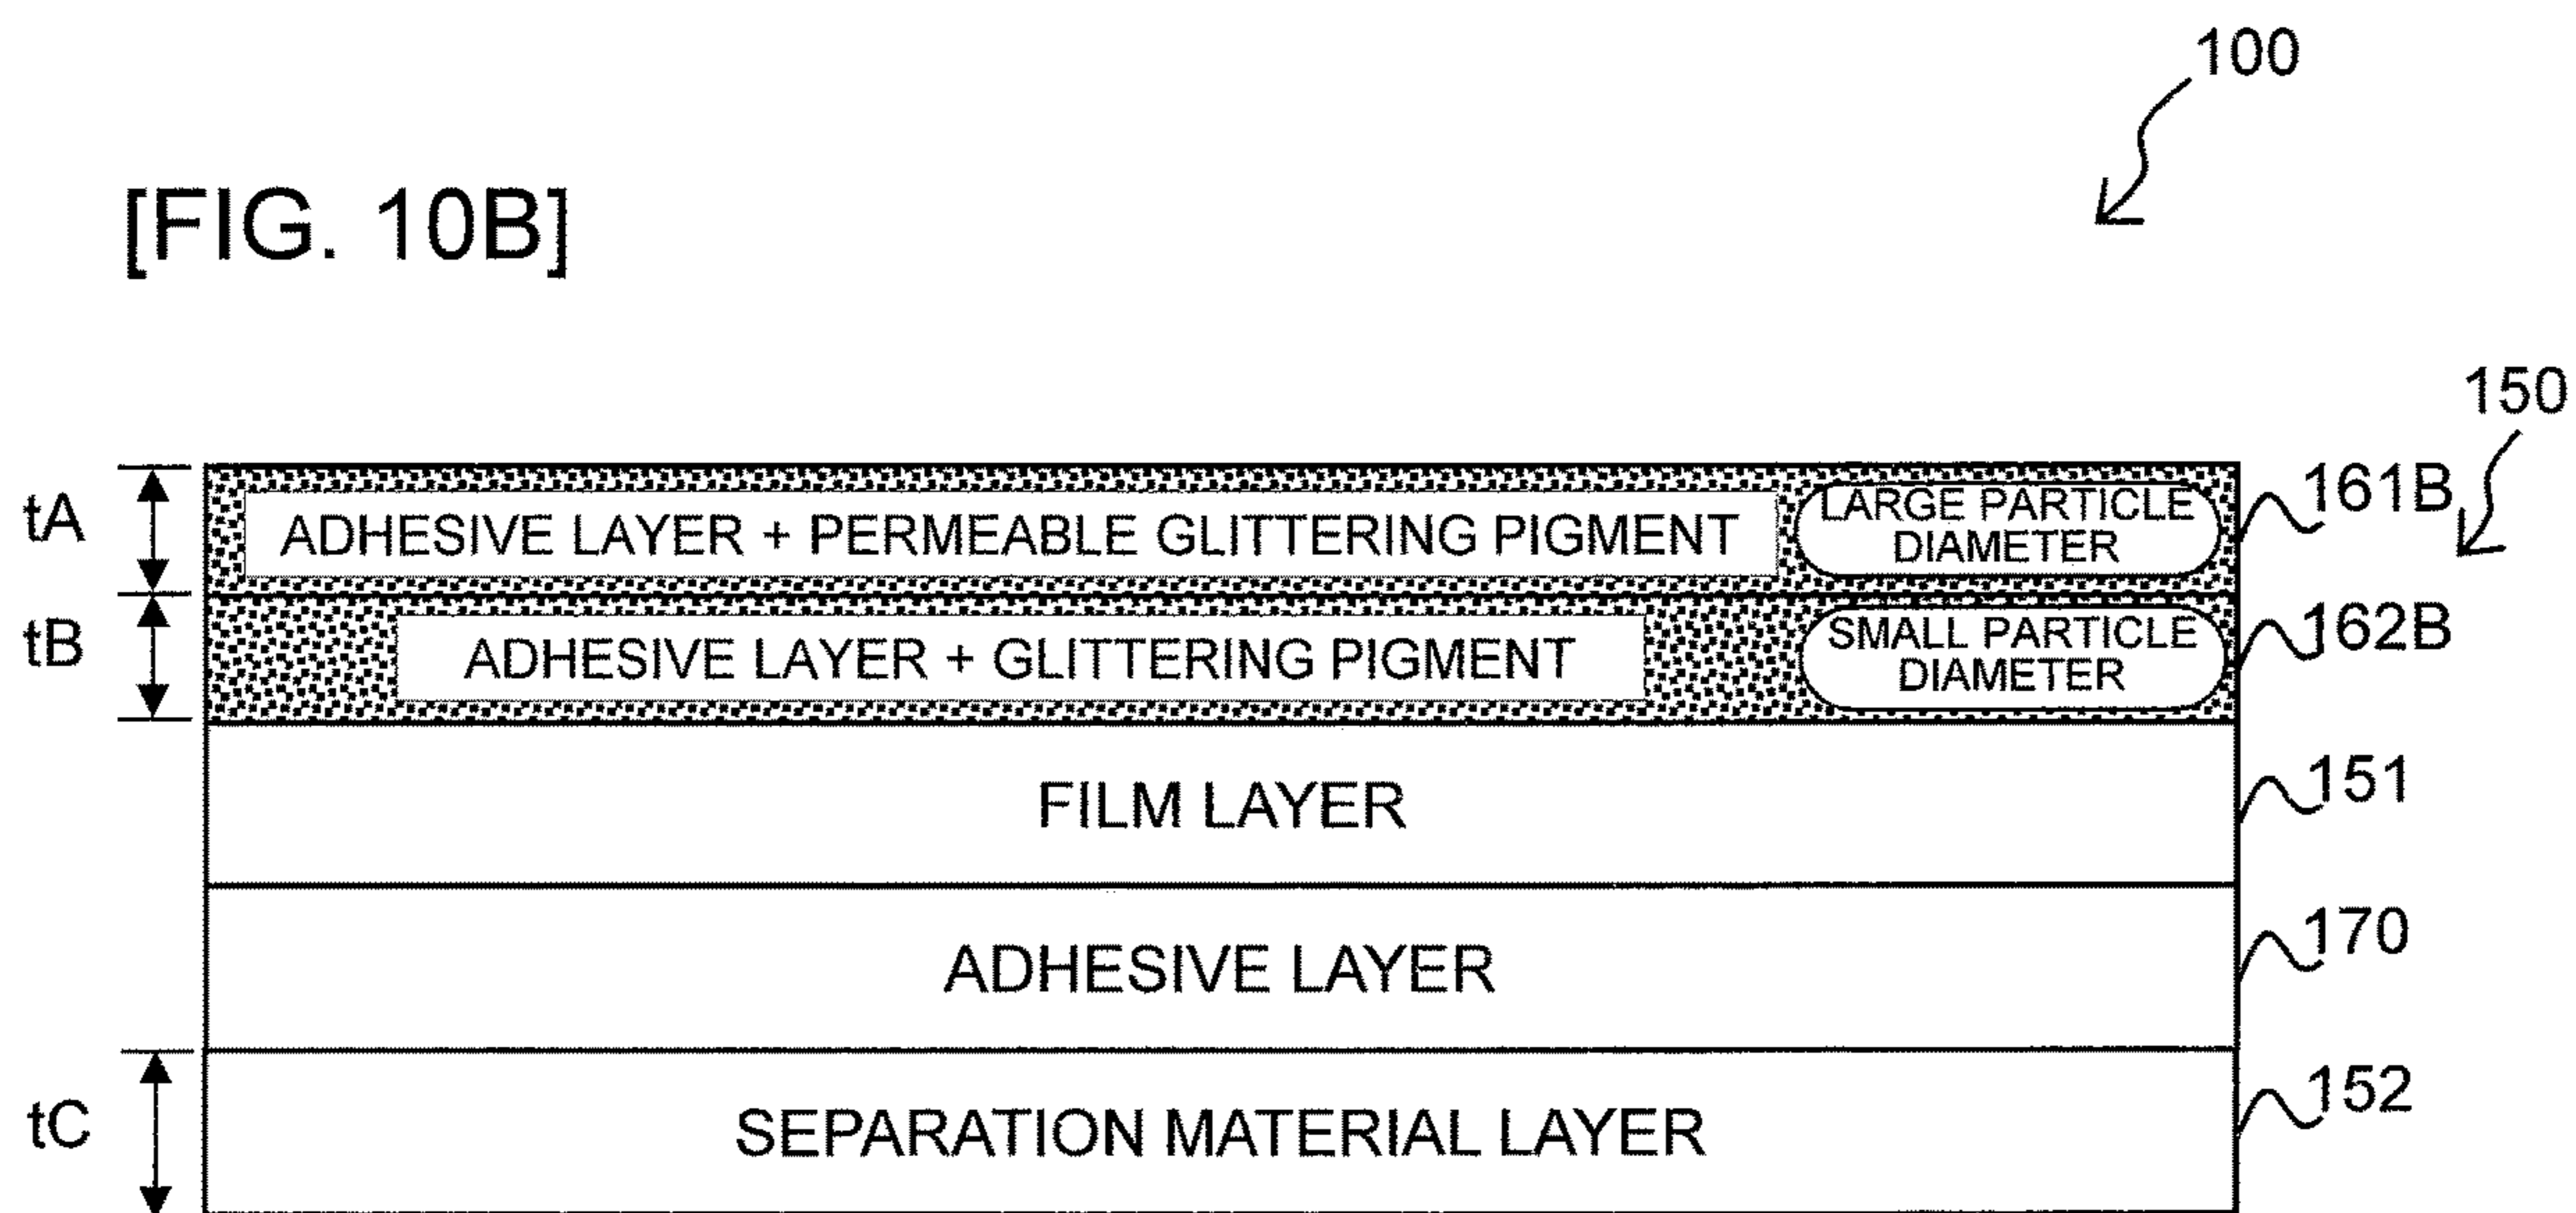 100
[FIG. 10B]
150
tA
ADHESIVE LAYER + PERMEABLE GLITTERING PIGMENT
LARGE PARTICLE
DIAMETER
161B
tB
ADHESIVE LAYER + GLITTERING PIGMENT
SMALL PARTICLE
DIAMETER
162B
FILM LAYER
151
ADHESIVE LAYER
170
tC
SEPARATION MATERIAL LAYER
152